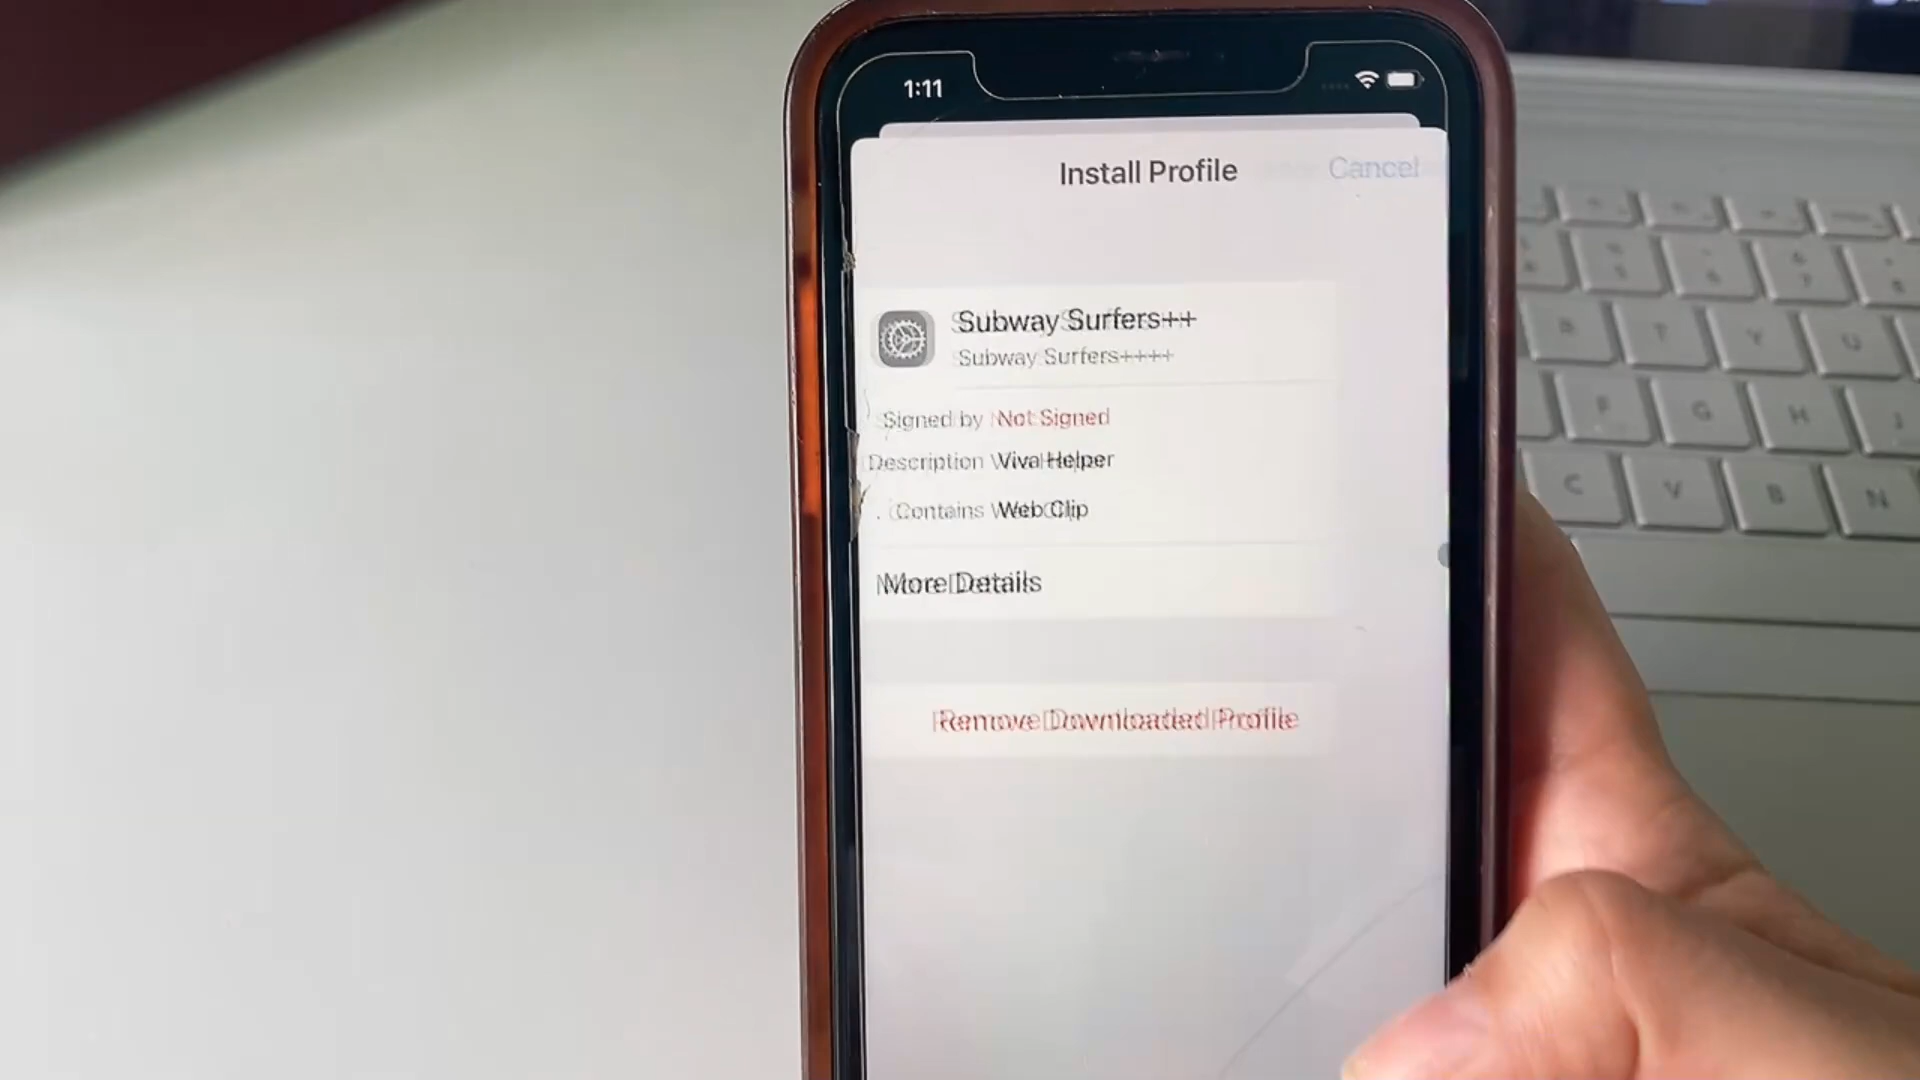 1:11
Install Profile
Cancel
Subway Surfers++
Subway Surfers++++
Signed by Not Signed
Description Viva Helper
Contains Web Clip
More Details
Remove Downloaded Profile
T
Y
U
F
G
H
J
C
V
B
N